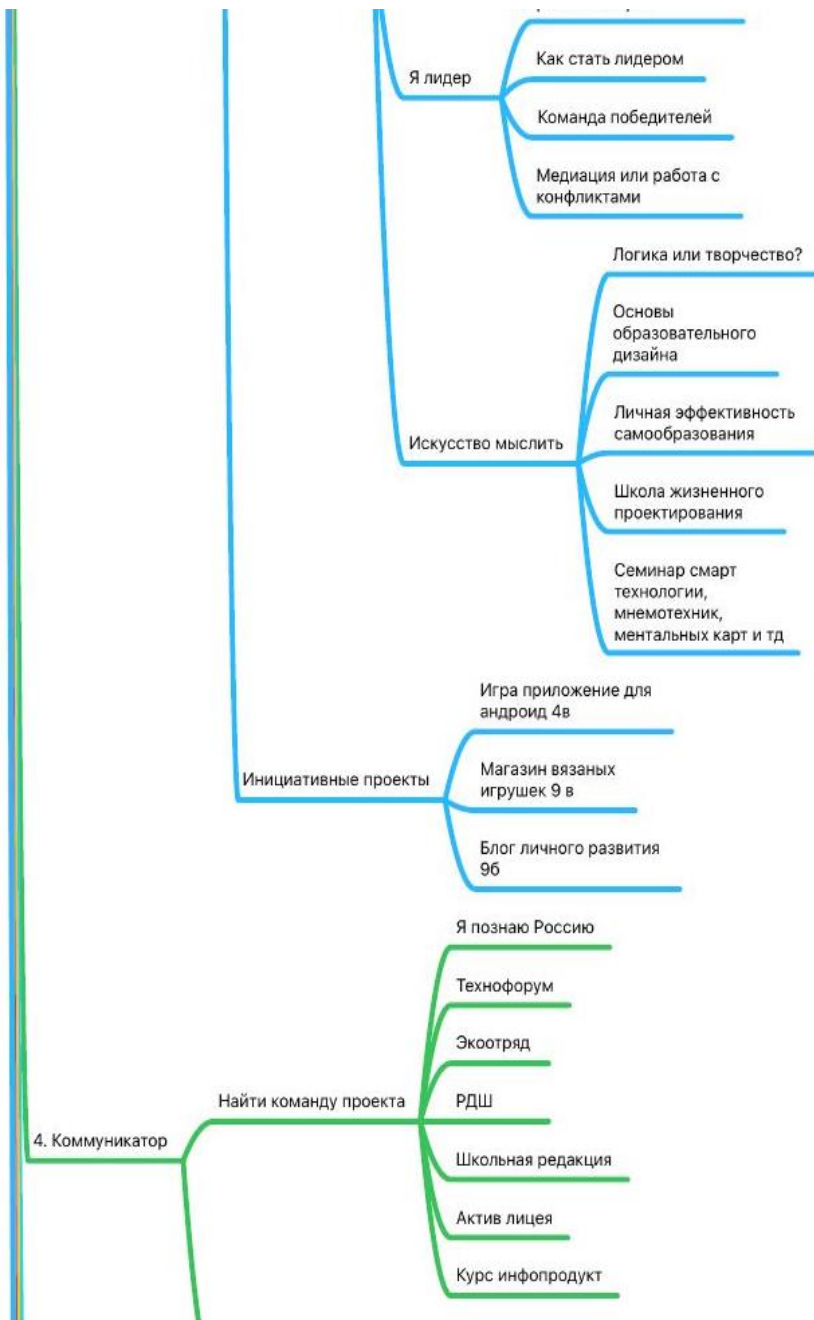 Как стать лидером
Я лидер
Команда победителей
Медиация или работа с
конфликтами
Логика или творчество?
Основы
образовательного
дизайна
Личная эффективность
самообразования
Искусство мыслить
Школа жизненного
проектирования
Семинар смарт
технологии,
мнемотехник,
ментальных карт и тд
Игра приложение для
андроид 4в
Инициативные проекты
Магазин вязаных
игрушек 9 в
Блог личного развития
9б
Я познаю Россию
Технофорум
Экоотряд
Найти команду проекта
РДШ
4. Коммуникатор
Школьная редакция
Актив лицея
Курс инфопродукт